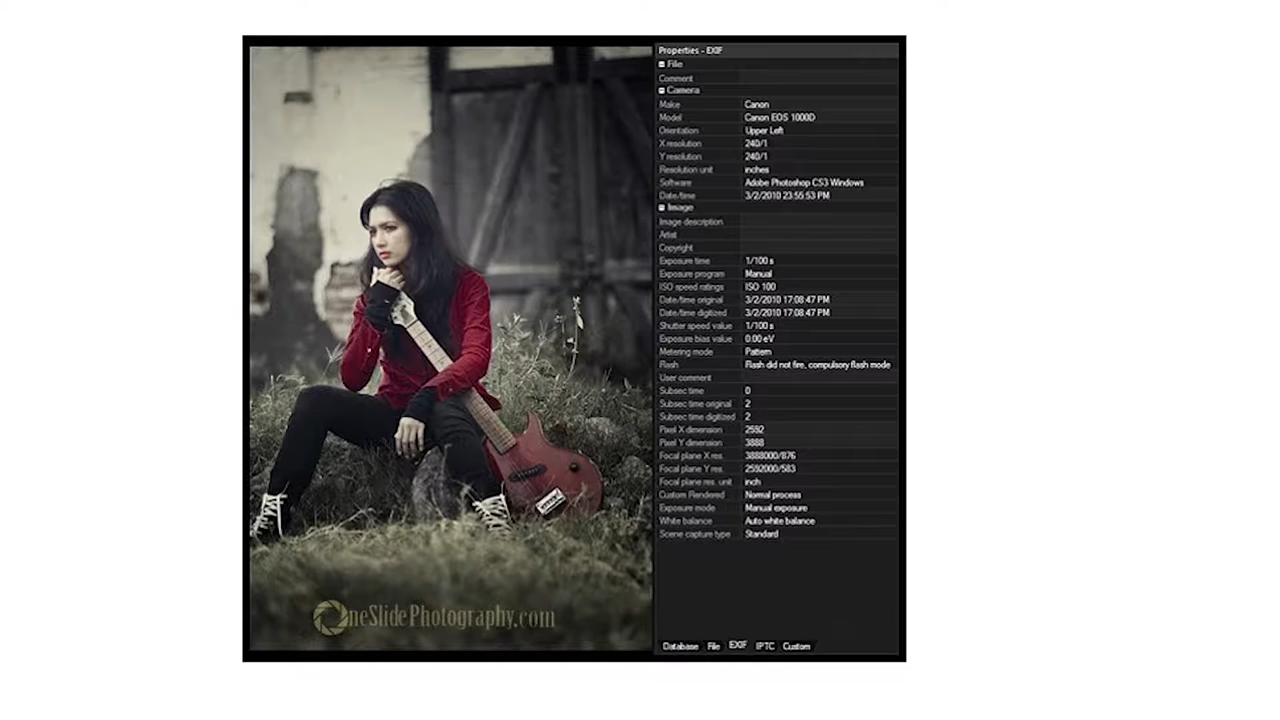 Properties - EXIF
File
Comment
Camera
Make Canon
Model Canon EOS 1000D
Orientation Upper Left
X resolution 240/1
Y resolution 240/1
Resolution unit inches
Software Adobe Photoshop CS3 Windows
Date/time 3/2/2010 23:55:53 PM
Image
Image description
Artist
Copyright
Exposure time 1/100 s
Exposure program Manual
ISO speed ratings ISO 100
Date/time original 3/2/2010 17:08:47 PM
Date/time digitized 3/2/2010 17:08:47 PM
Shutter speed value 1/100 s
Exposure bias value 0.00 eV
Metering mode Pattern
Flash Flash did not fire, compulsory flash mode
User comment
Subsec time 0
Subsec time original 2
Subsec time digitized 2
Pixel X dimension 2592
Pixel Y dimension 3888
Focal plane X res. 3888000/876
Focal plane Y res. 2592000/583
Focal plane res. unit inch
Custom Rendered Normal process
Exposure mode Manual exposure
White balance Auto white balance
Scene capture type Standard
Database File EXIF IPTC Custom
OneSlidePhotography.com